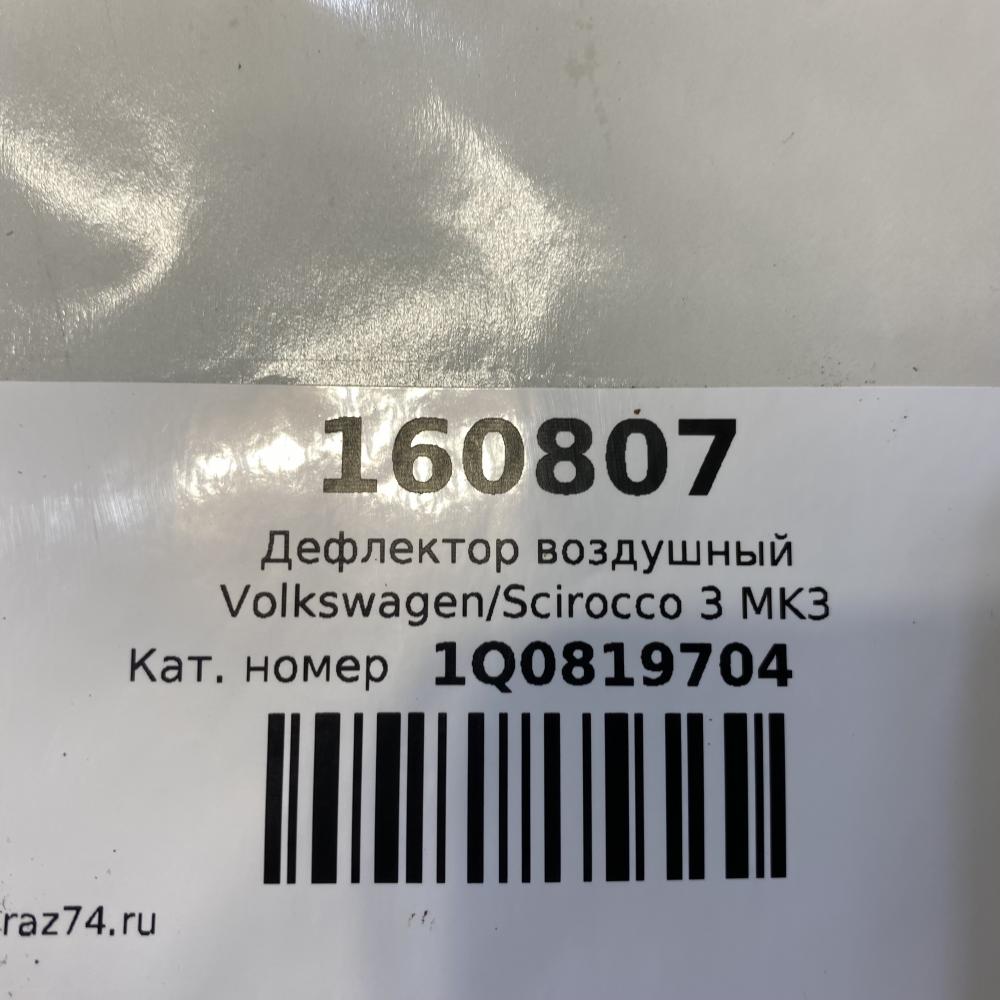 160807
Дефлектор воздушный
Volkswagen/Scirocco 3 MK3
Кат. номер 1Q0819704
raz74.ru